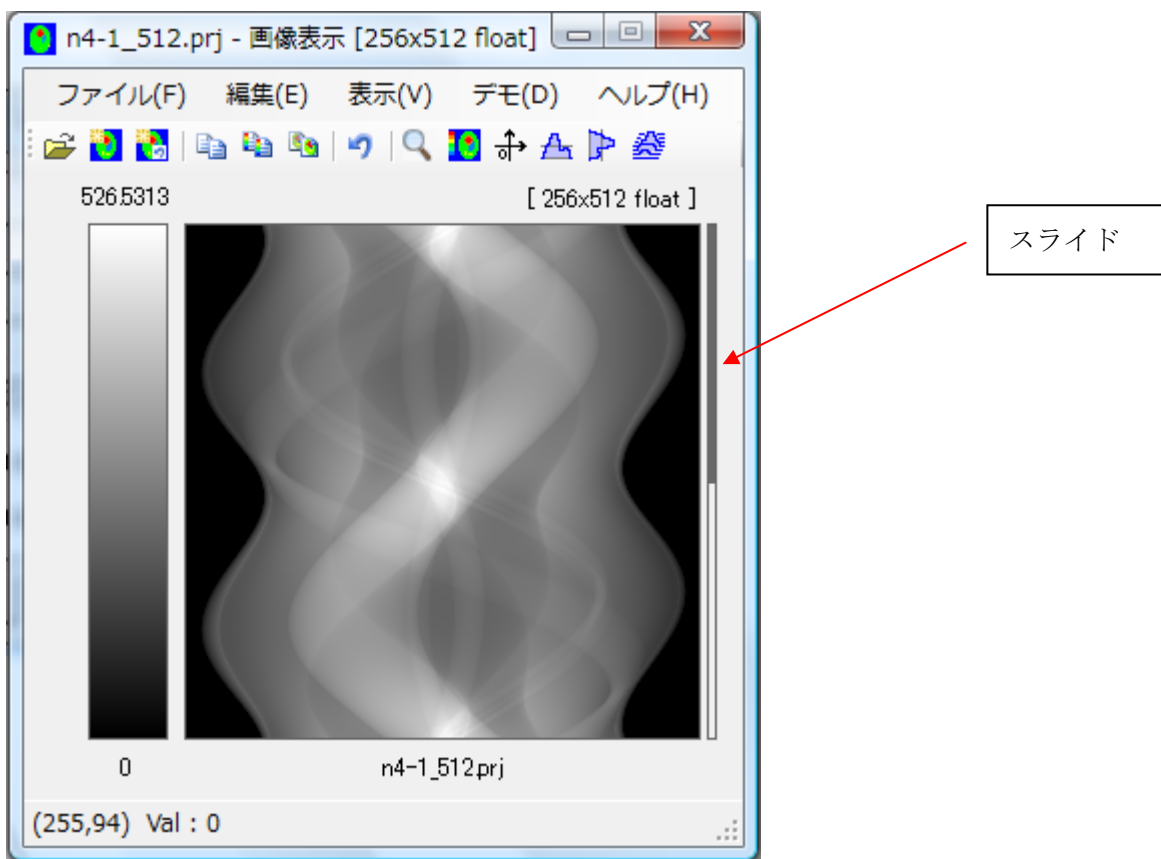 n4-1_512.prj - 画像表示 [256x512 float]
ファイル(F) 編集(E) 表示(V) デモ(D) ヘルプ(H)
526.5313 [ 256x512 float ]
スライド
0 n4-1_512.prj
(255,94) Val : 0